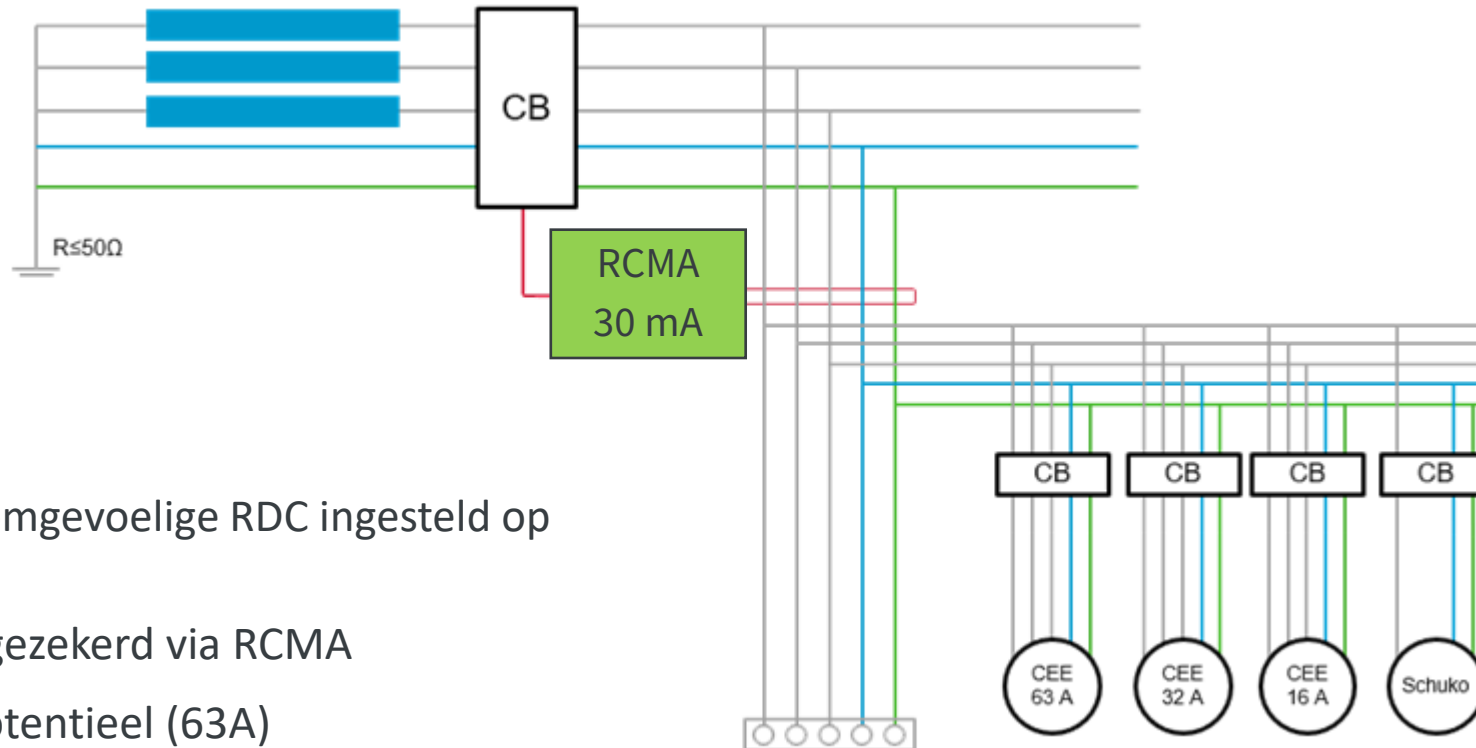 CB
R≤50Ω
RCMA
30 mA
CB CB CB CB
mgevoelige RDC ingesteld op
gezekerd via RCMA
otentieel (63A)
CEE
63 A
CEE
32 A
CEE
16 A
Schuko